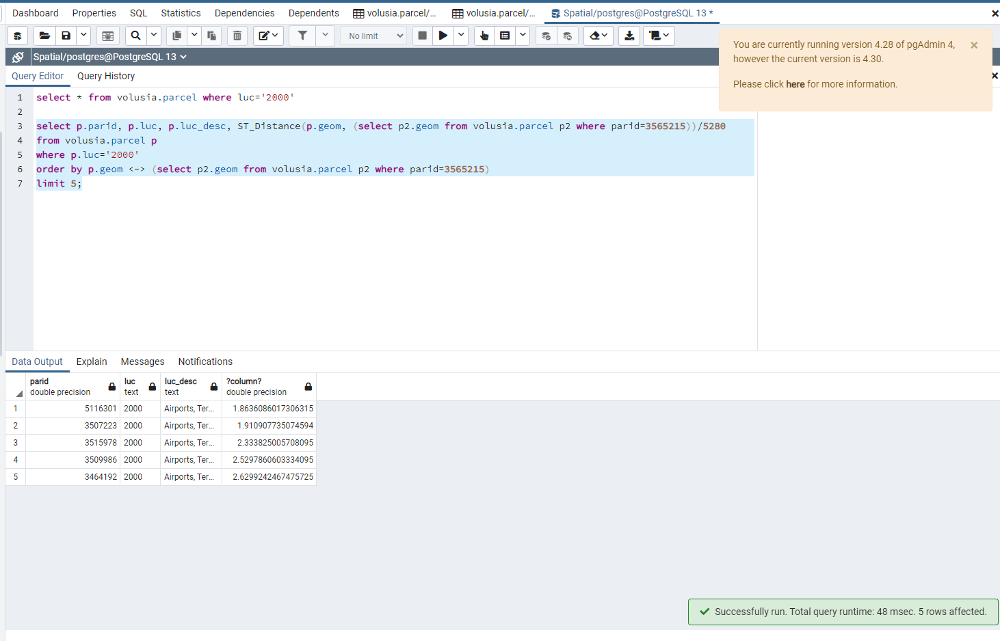 Dashboard Properties SQL Statistics Dependencies Dependents volusia.parcel/... volusia.parcel/... Spatial/postgres@PostgreSQL 13 *
No limit
Spatial/postgres@PostgreSQL 13
You are currently running version 4.28 of pgAdmin 4,
however the current version is 4.30.
Please click here for more information.
Query Editor Query History
1 select * from volusia.parcel where luc='2000'
2
3 select p.parid, p.luc, p.luc_desc, ST_Distance(p.geom, (select p2.geom from volusia.parcel p2 where parid=3565215))/5280
4 from volusia.parcel p
5 where p.luc='2000'
6 order by p.geom <-> (select p2.geom from volusia.parcel p2 where parid=3565215)
7 limit 5;
Data Output Explain Messages Notifications
parid luc luc_desc ?column?
double precision text text double precision
1 5116301 2000 Airports, Ter... 1.8636086017306315
2 3507223 2000 Airports, Ter... 1.910907735074594
3 3515978 2000 Airports, Ter... 2.333825005708095
4 3509986 2000 Airports, Ter... 2.5297860603334095
5 3464192 2000 Airports, Ter... 2.6299242467475725
Successfully run. Total query runtime: 48 msec. 5 rows affected.